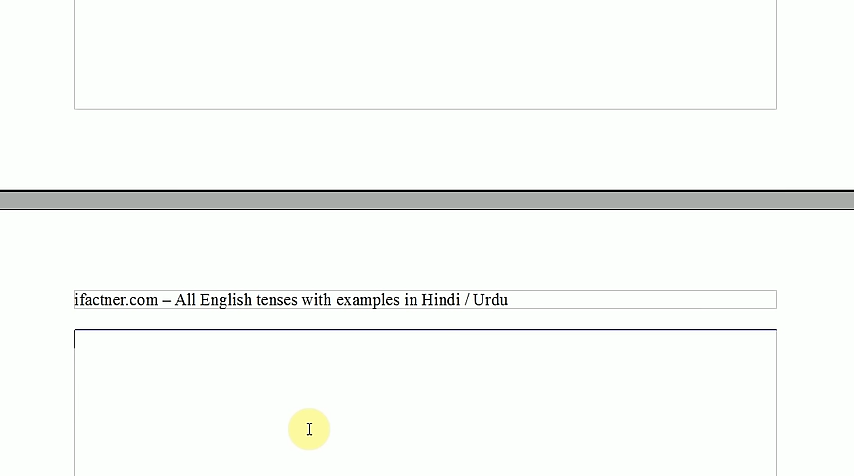 ifactner.com – All English tenses with examples in Hindi / Urdu